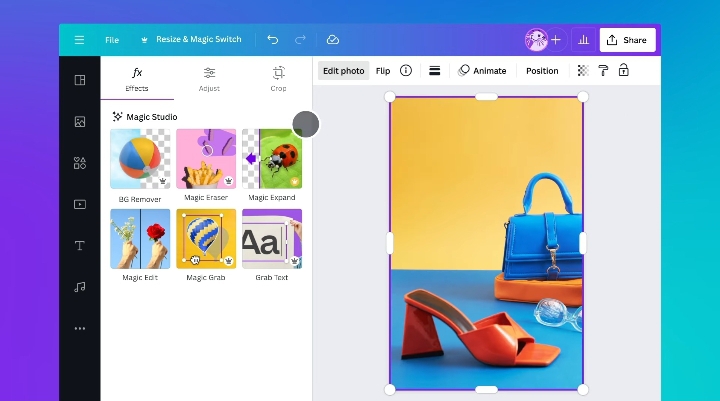 File
Resize & Magic Switch
Share
fx
Effects
Adjust
Crop
Edit photo
Flip
Animate
Position
Magic Studio
BG Remover
Magic Eraser
Magic Expand
Aa
Magic Edit
Magic Grab
Grab Text
T